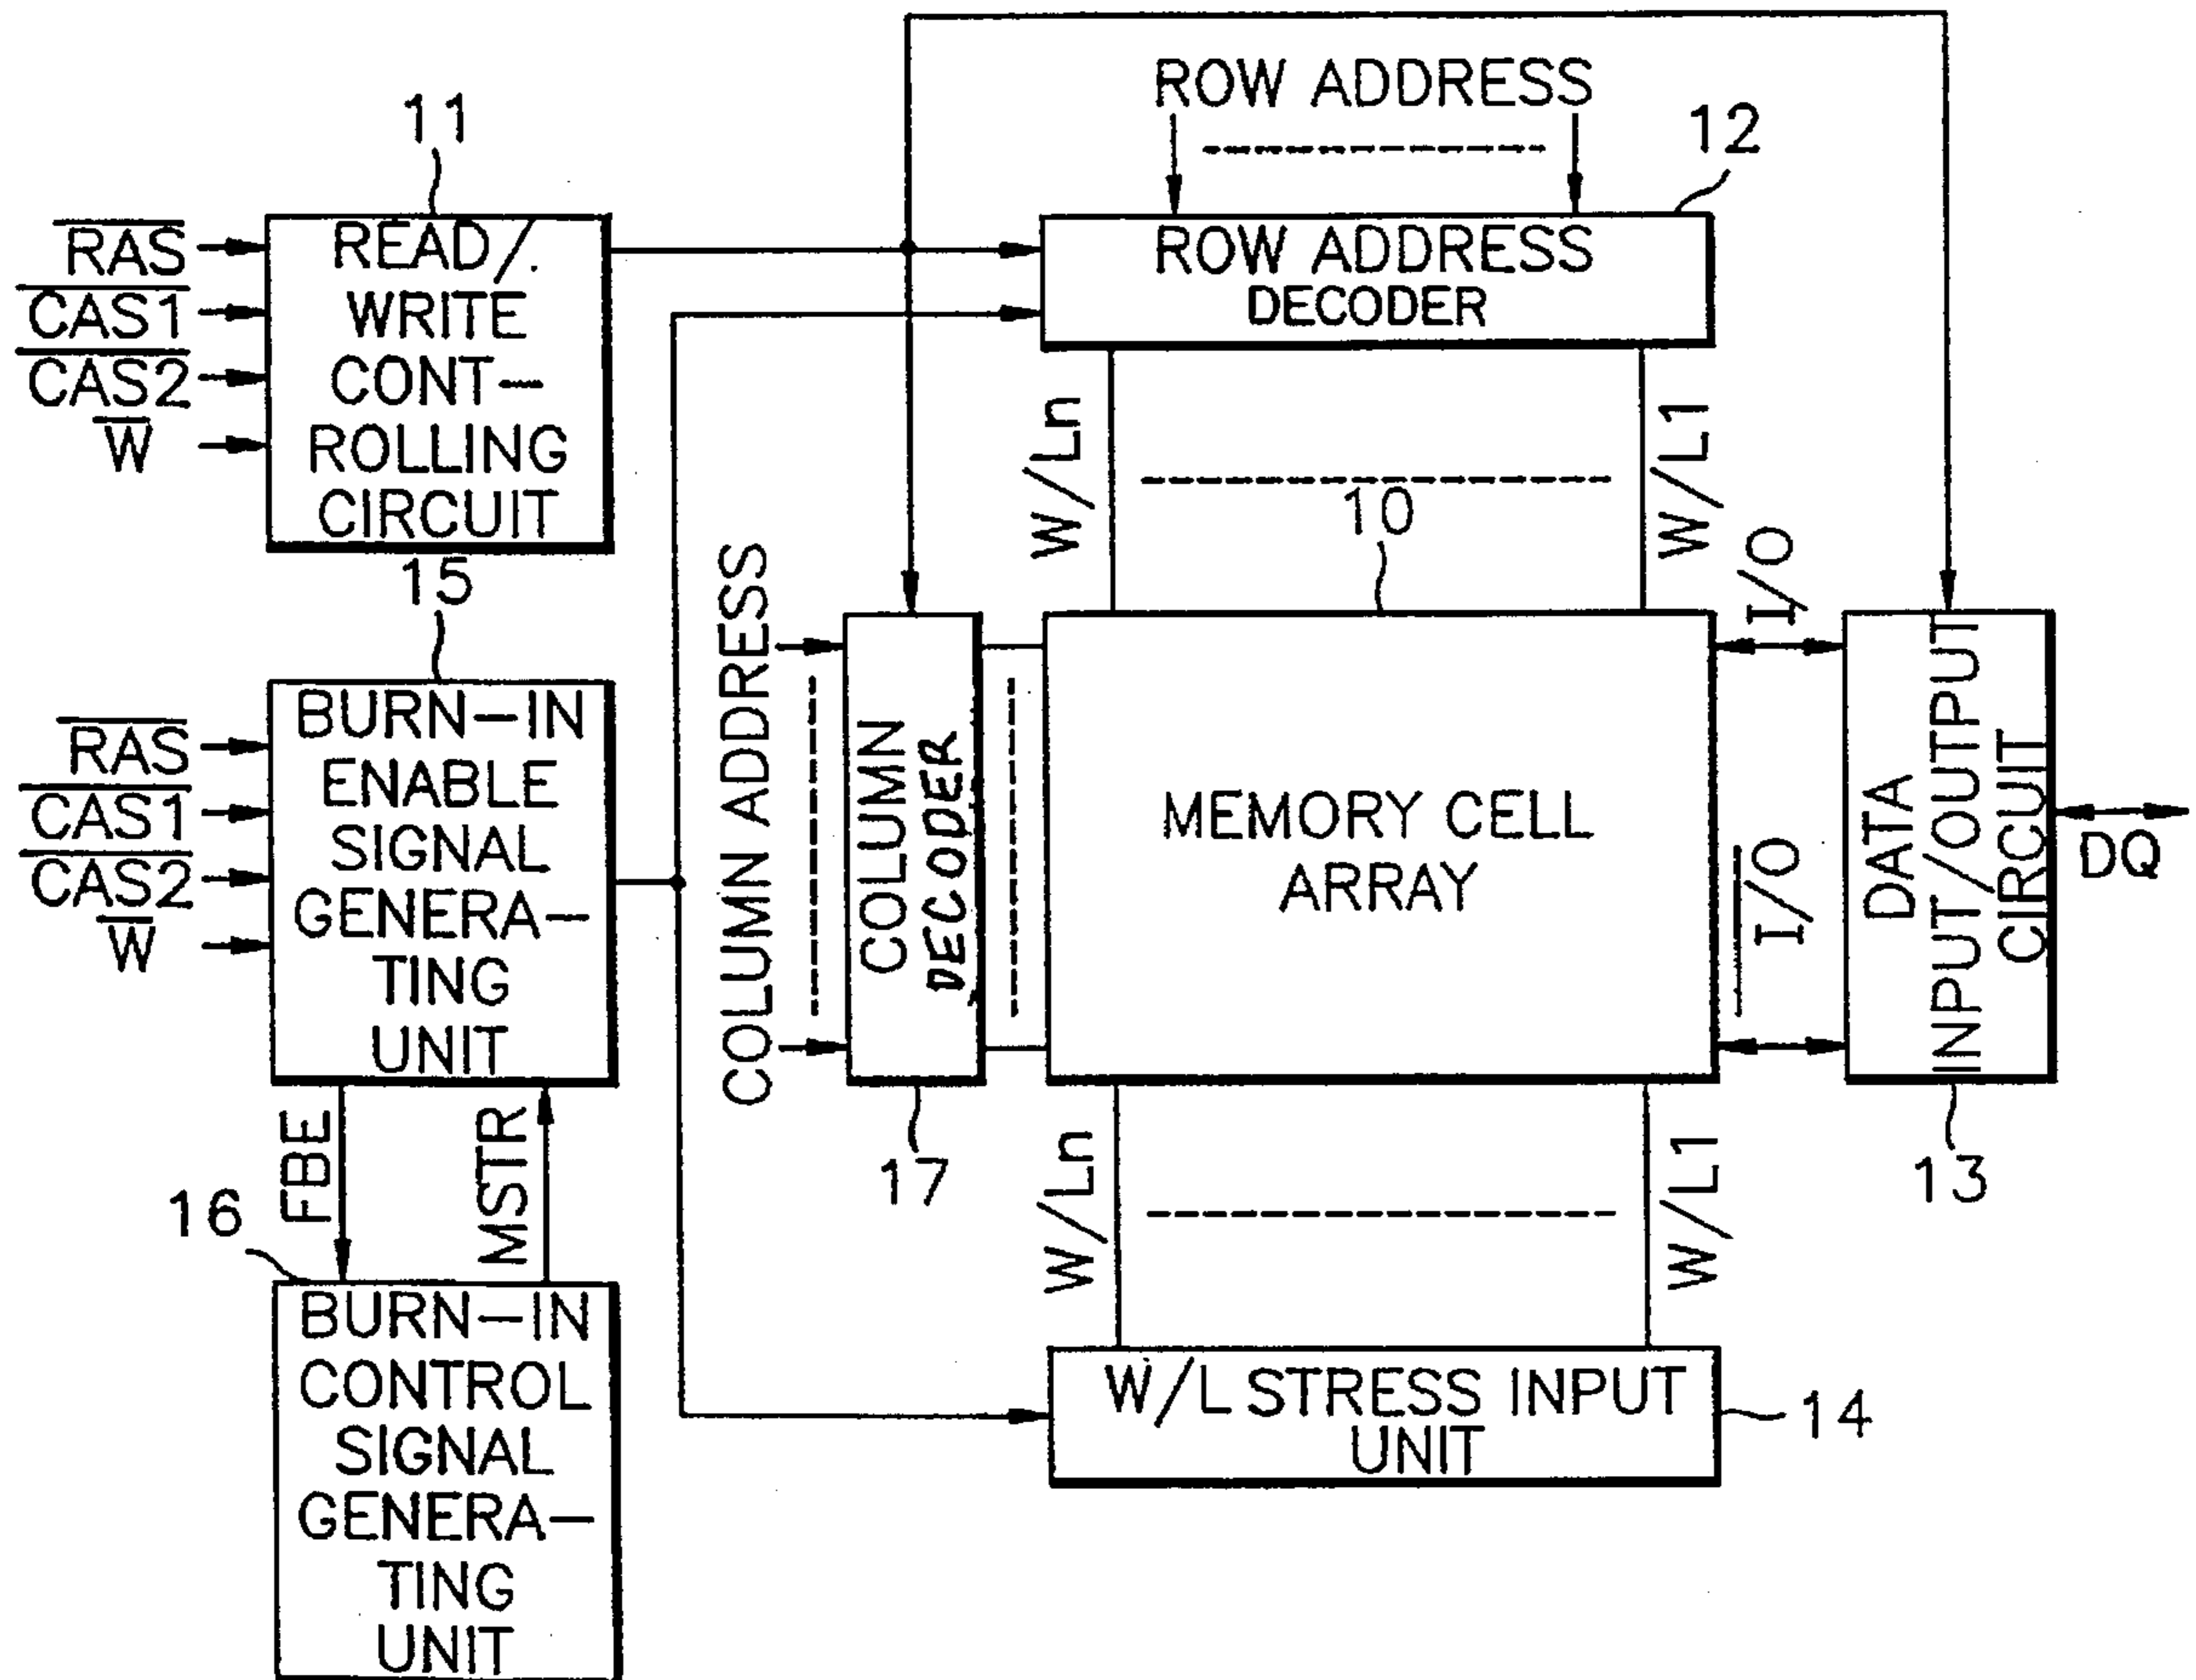 ROW ADDRESS
11
12
RAS
CAS1
CAS2
W
READ/
WRITE
CONT-
ROLLING
CIRCUIT
ROW ADDRESS
DECODER
W/Ln
W/L1
10
15
RAS
CAS1
CAS2
W
BURN-IN
ENABLE
SIGNAL
GENERA-
TING
UNIT
COLUMN ADDRESS
COLUMN
DECODER
MEMORY CELL
ARRAY
I/O
I/O
DATA
INPUT/OUTPUT
CIRCUIT
DQ
FBE
MSTR
17
13
W/Ln
W/L1
16
BURN-IN
CONTROL
SIGNAL
GENERA-
TING
UNIT
W/L STRESS INPUT
UNIT
14